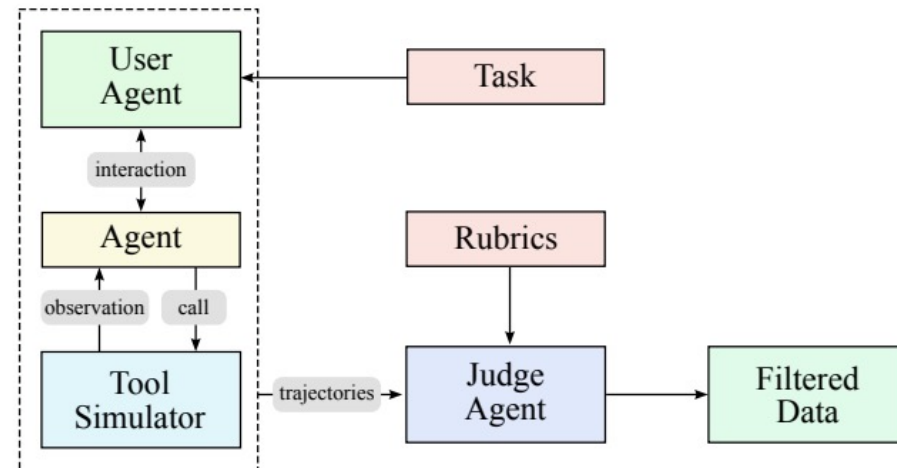 User
Agent
Task
interaction
Agent
Rubrics
observation
call
Tool
Simulator
trajectories
Judge
Agent
Filtered
Data